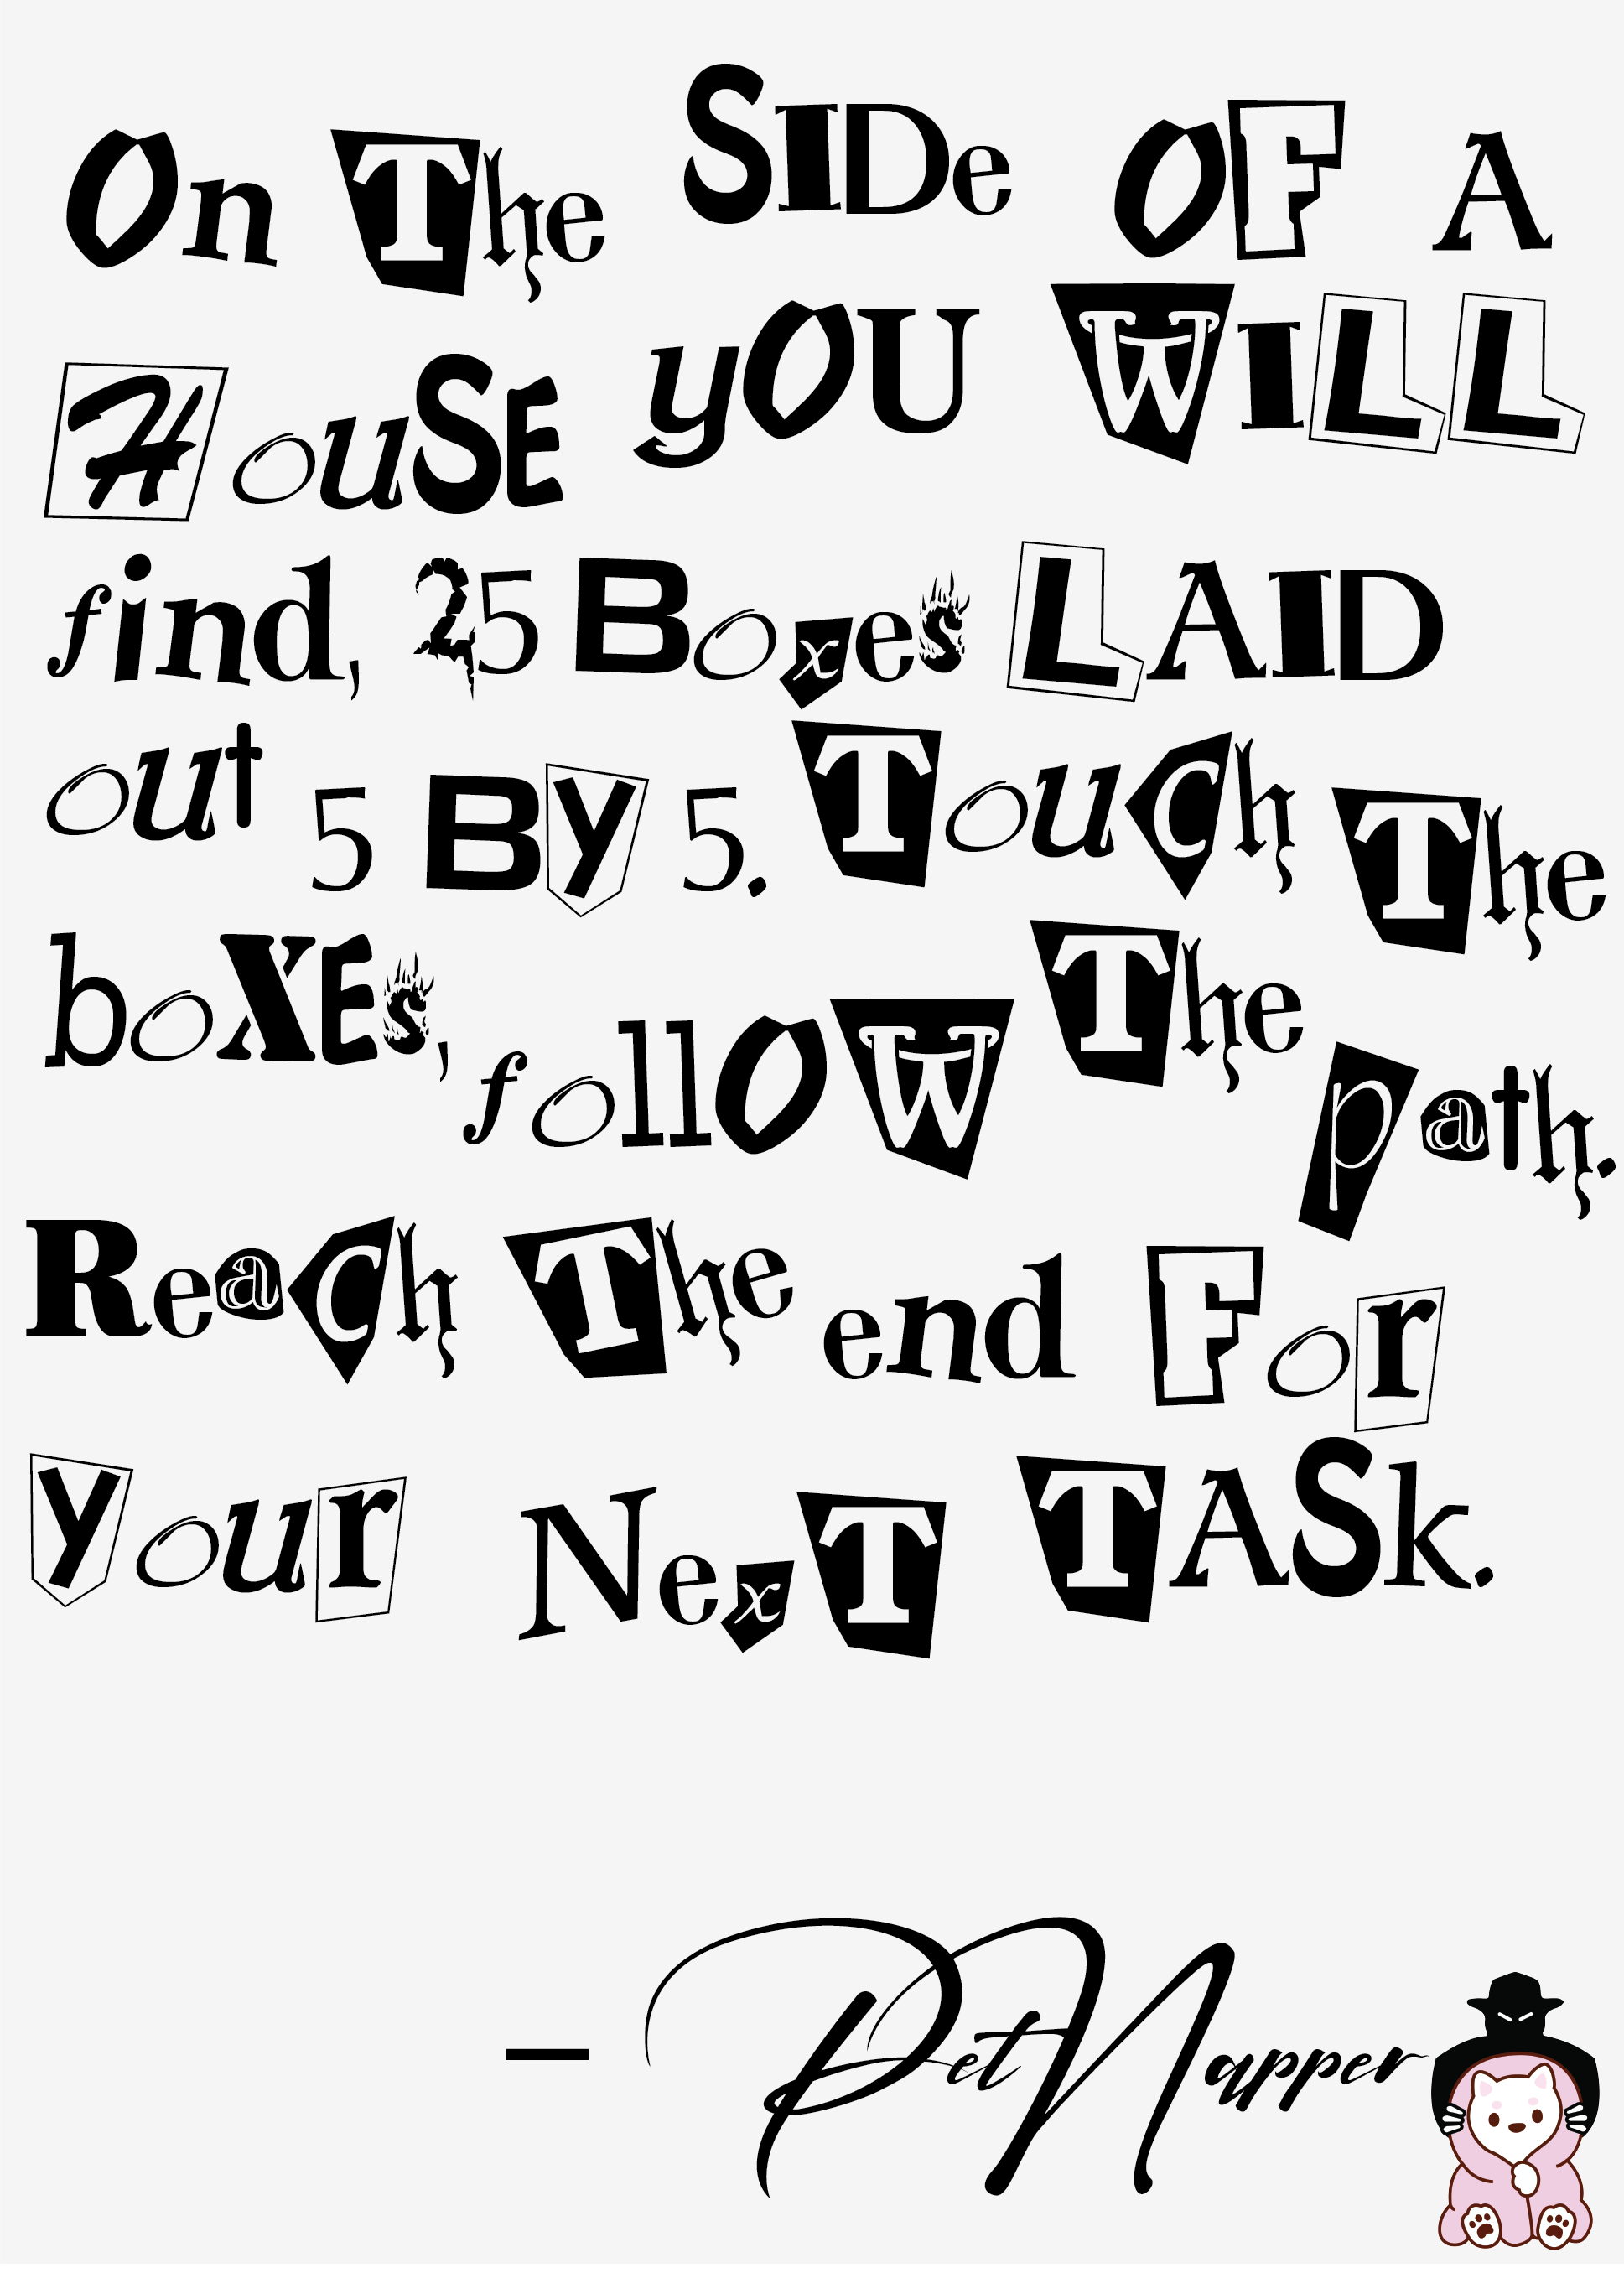 On The SIDe OF A
HouSE yOU WILL
find, 25 Boxes LAID
out 5 By 5. Touch The
boXEs, follOW The path.
Reach The end For
your NexT TASk.
– PetNapper